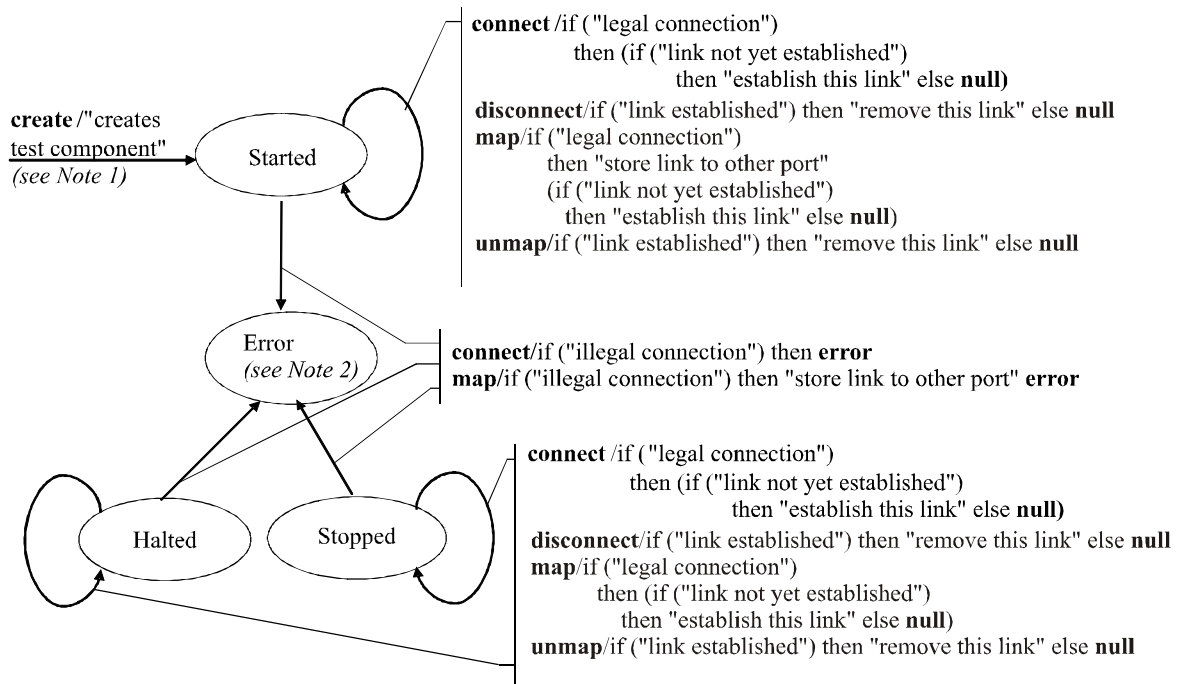 connect /if ("legal connection")
then (if ("link not yet established")
then "establish this link" else null)
disconnect/if ("link established") then "remove this link" else null
map/if ("legal connection")
then "store link to other port"
(if ("link not yet established")
then "establish this link" else null)
unmap/if ("link established") then "remove this link" else null
create /"creates
test component"
(see Note 1)
Started
Error
(see Note 2)
connect/if ("illegal connection") then error
map/if ("illegal connection") then "store link to other port" error
Halted
Stopped
connect /if ("legal connection")
then (if ("link not yet established")
then "establish this link" else null)
disconnect/if ("link established") then "remove this link" else null
map/if ("legal connection")
then (if ("link not yet established")
then "establish this link" else null)
unmap/if ("link established") then "remove this link" else null